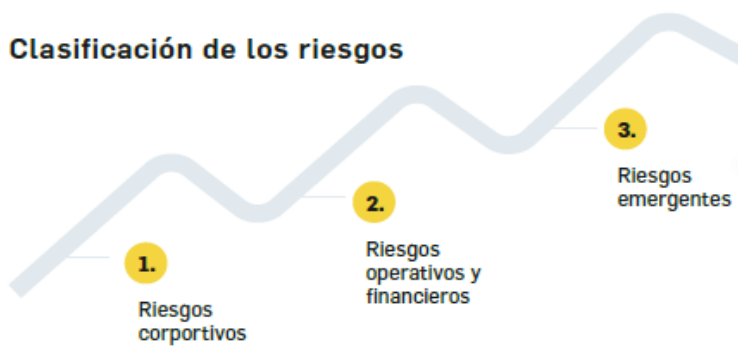 Clasificación de los riesgos
1.
Riesgos
corportivos
2.
Riesgos
operativos y
financieros
3.
Riesgos
emergentes